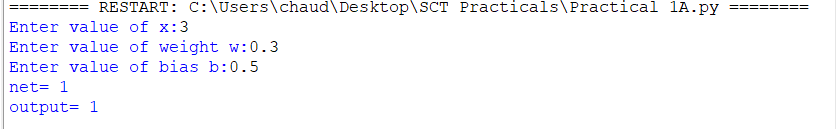 ======== RESTART: C:\Users\chaud\Desktop\SCT Practicals\Practical 1A.py ========
Enter value of x:3
Enter value of weight w:0.3
Enter value of bias b:0.5
net= 1
output= 1